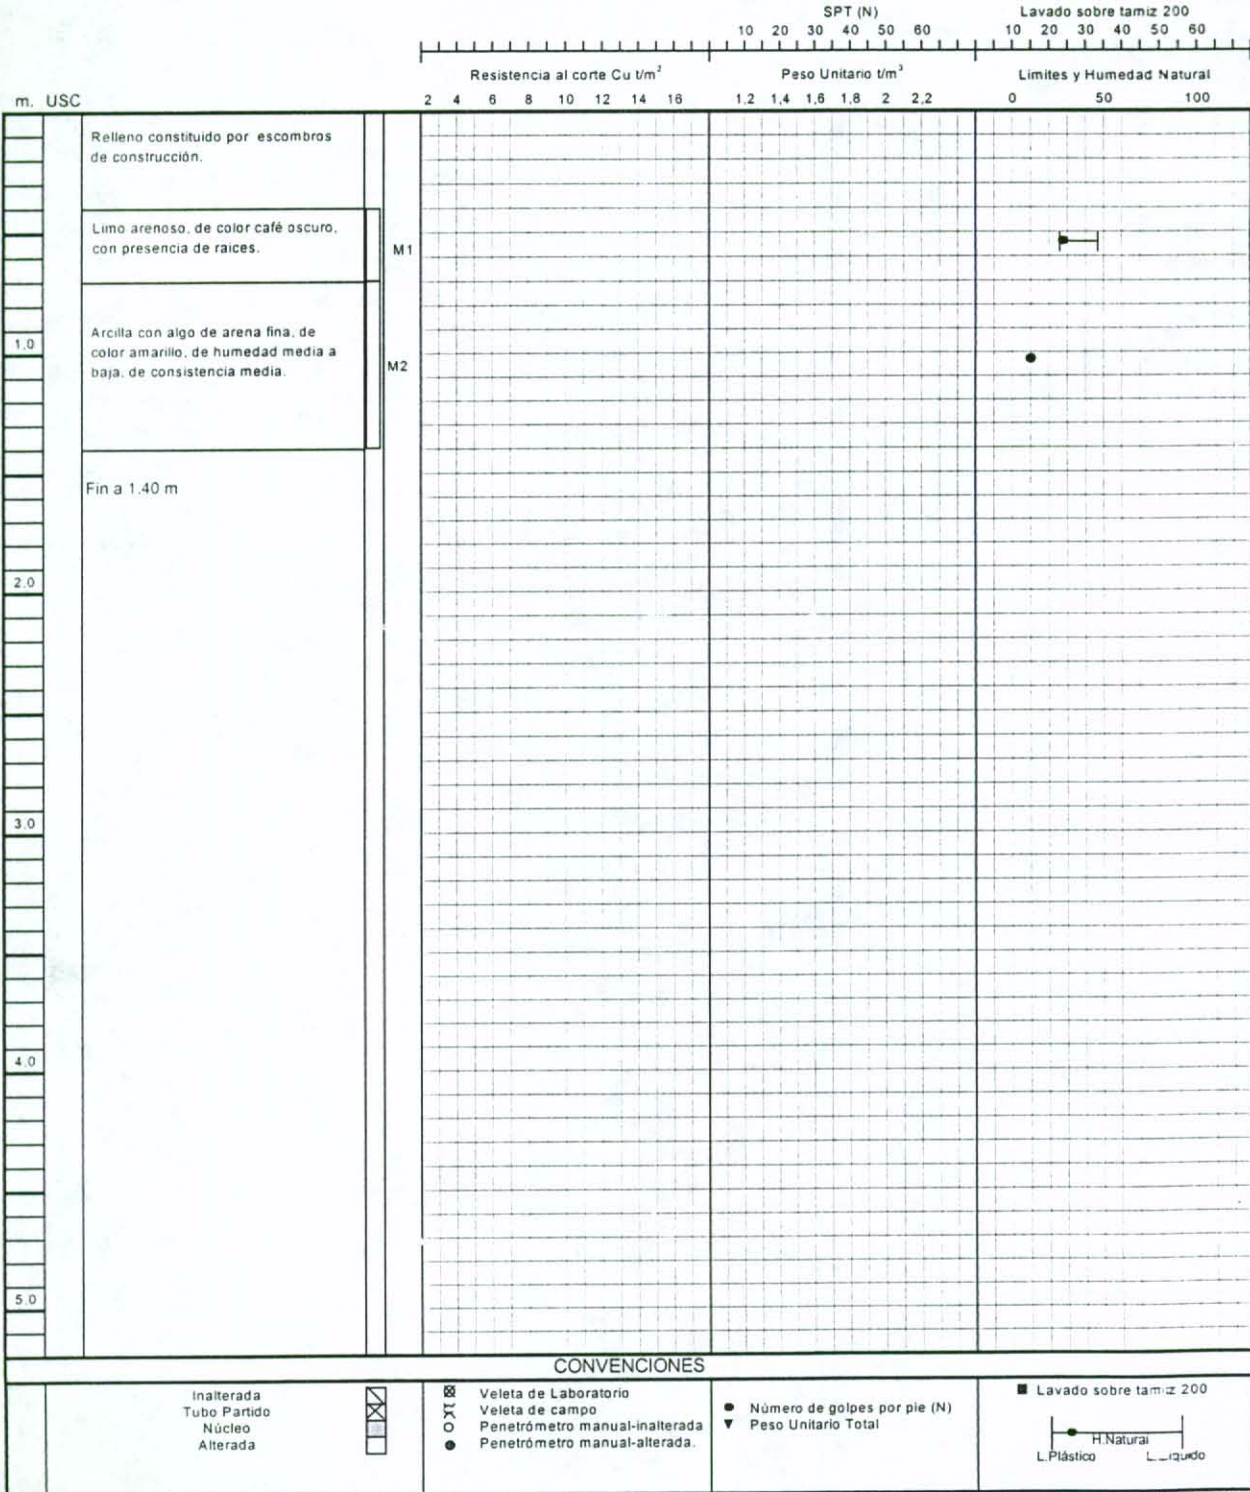 SPT (N)
Lavado sobre tamiz 200
10 20 30 40 50 60
10 20 30 40 50 60
Resistencia al corte Cu t/m²
Peso Unitario t/m³
Limites y Humedad Natural
m. USC
2 4 6 8 10 12 14 16
1,2 1,4 1,6 1,8 2 2,2
0 50 100
Relleno constituido por escombros
de construcción.
Limo arenoso, de color café oscuro,
con presencia de raices.
M1
Arcilla con algo de arena fina, de
color amarillo, de humedad media a
baja, de consistencia media.
M2
1.0
Fin a 1.40 m
2.0
3.0
4.0
5.0
CONVENCIONES
Inalterada
Tubo Partido
Núcleo
Alterada
Veleta de Laboratorio
Veleta de campo
Penetrómetro manual-inalterada
Penetrómetro manual-alterada.
Número de golpes por pie (N)
Peso Unitario Total
Lavado sobre tamiz 200
H.Natural
L.Plástico L.Líquido